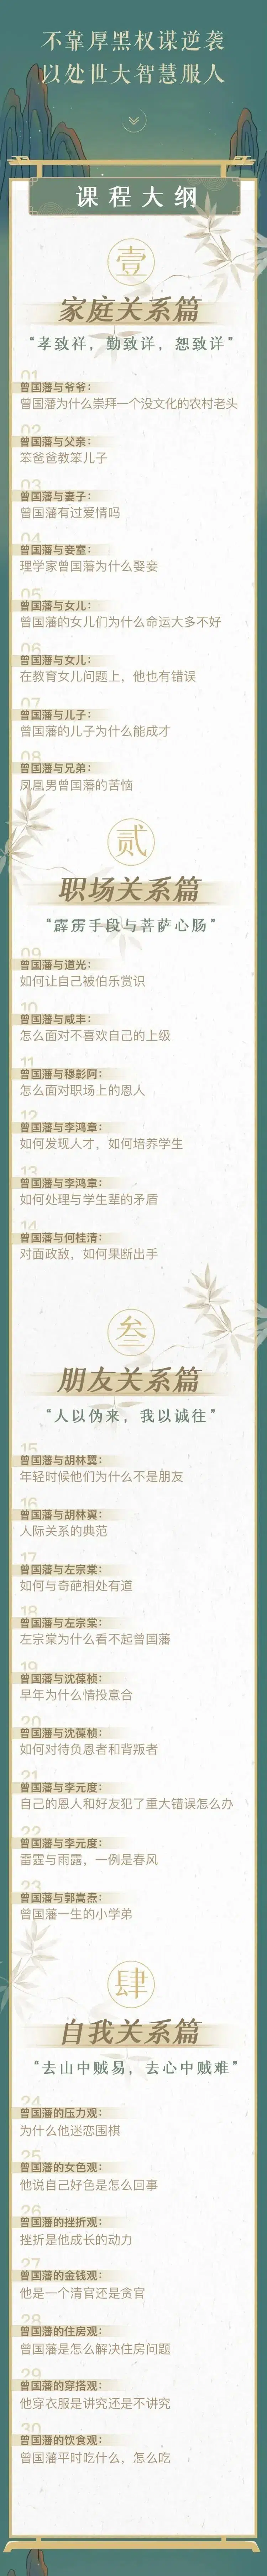 不靠厚黑权谋逆袭
以处世大智慧服人
课程大纲
壹
家庭关系篇
“孝致祥，勤致详，恕致详”
01
曾国藩与爷爷：
曾国藩为什么崇拜一个没文化的农村老头
02
曾国藩与父亲：
笨爸爸教笨儿子
03
曾国藩与妻子：
曾国藩有过爱情吗
04
曾国藩与妾室：
理学家曾国藩为什么娶妾
05
曾国藩与女儿：
曾国藩的女儿们为什么命运大多不好
06
曾国藩与女儿：
在教育女儿问题上，他也有错误
07
曾国藩与儿子：
曾国藩的儿子为什么能成才
08
曾国藩与兄弟：
凤凰男曾国藩的苦恼
贰
职场关系篇
“霹雳手段与菩萨心肠”
09
曾国藩与道光：
如何让自己被伯乐赏识
10
曾国藩与咸丰：
怎么面对不喜欢自己的上级
11
曾国藩与穆彰阿：
怎么面对职场上的恩人
12
曾国藩与李鸿章：
如何发现人才，如何培养学生
13
曾国藩与李鸿章：
如何处理与学生辈的矛盾
14
曾国藩与何桂清：
对面政敌，如何果断出手
叁
朋友关系篇
“人以伪来，我以诚往”
15
曾国藩与胡林翼：
年轻时候他们为什么不是朋友
16
曾国藩与胡林翼：
人际关系的典范
17
曾国藩与左宗棠：
如何与奇葩相处有道
18
曾国藩与左宗棠：
左宗棠为什么看不起曾国藩
19
曾国藩与沈葆桢：
早年为什么情投意合
20
曾国藩与沈葆桢：
如何对待负恩者和背叛者
21
曾国藩与李元度：
自己的恩人和好友犯了重大错误怎么办
22
曾国藩与李元度：
雷霆与雨露，一例是春风
23
曾国藩与郭嵩焘：
曾国藩一生的小学弟
肆
自我关系篇
“去山中贼易，去心中贼难”
24
曾国藩的压力观：
为什么他迷恋围棋
25
曾国藩的女色观：
他说自己好色是怎么回事
26
曾国藩的挫折观：
挫折是他成长的动力
27
曾国藩的金钱观：
他是一个清官还是贪官
28
曾国藩的住房观：
曾国藩是怎么解决住房问题
29
曾国藩的穿搭观：
他穿衣服是讲究还是不讲究
30
曾国藩的饮食观：
曾国藩平时吃什么，怎么吃